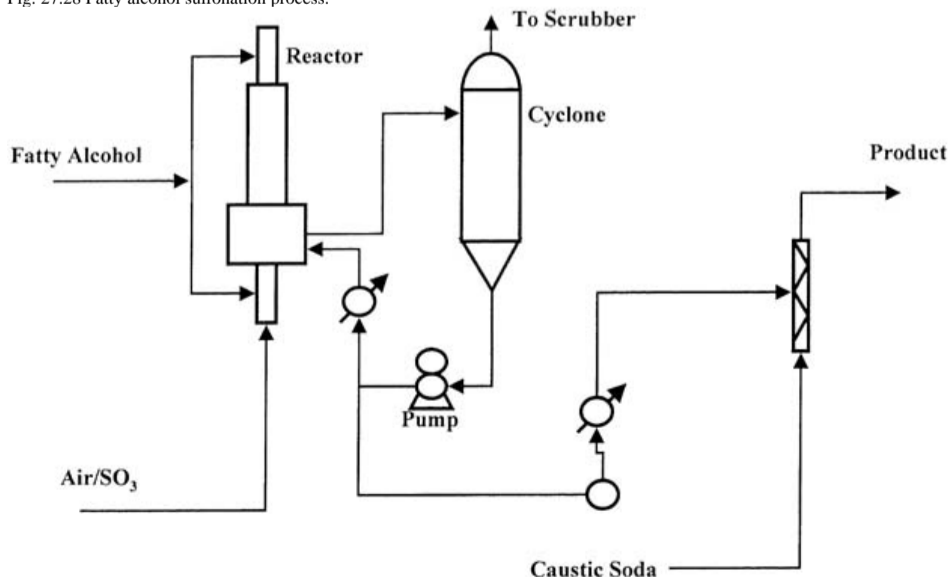 Fig. 27.28 Fatty alcohol sulfonation process.
To Scrubber
Reactor
Cyclone
Fatty Alcohol
Product
Pump
Air/SO₃
Caustic Soda